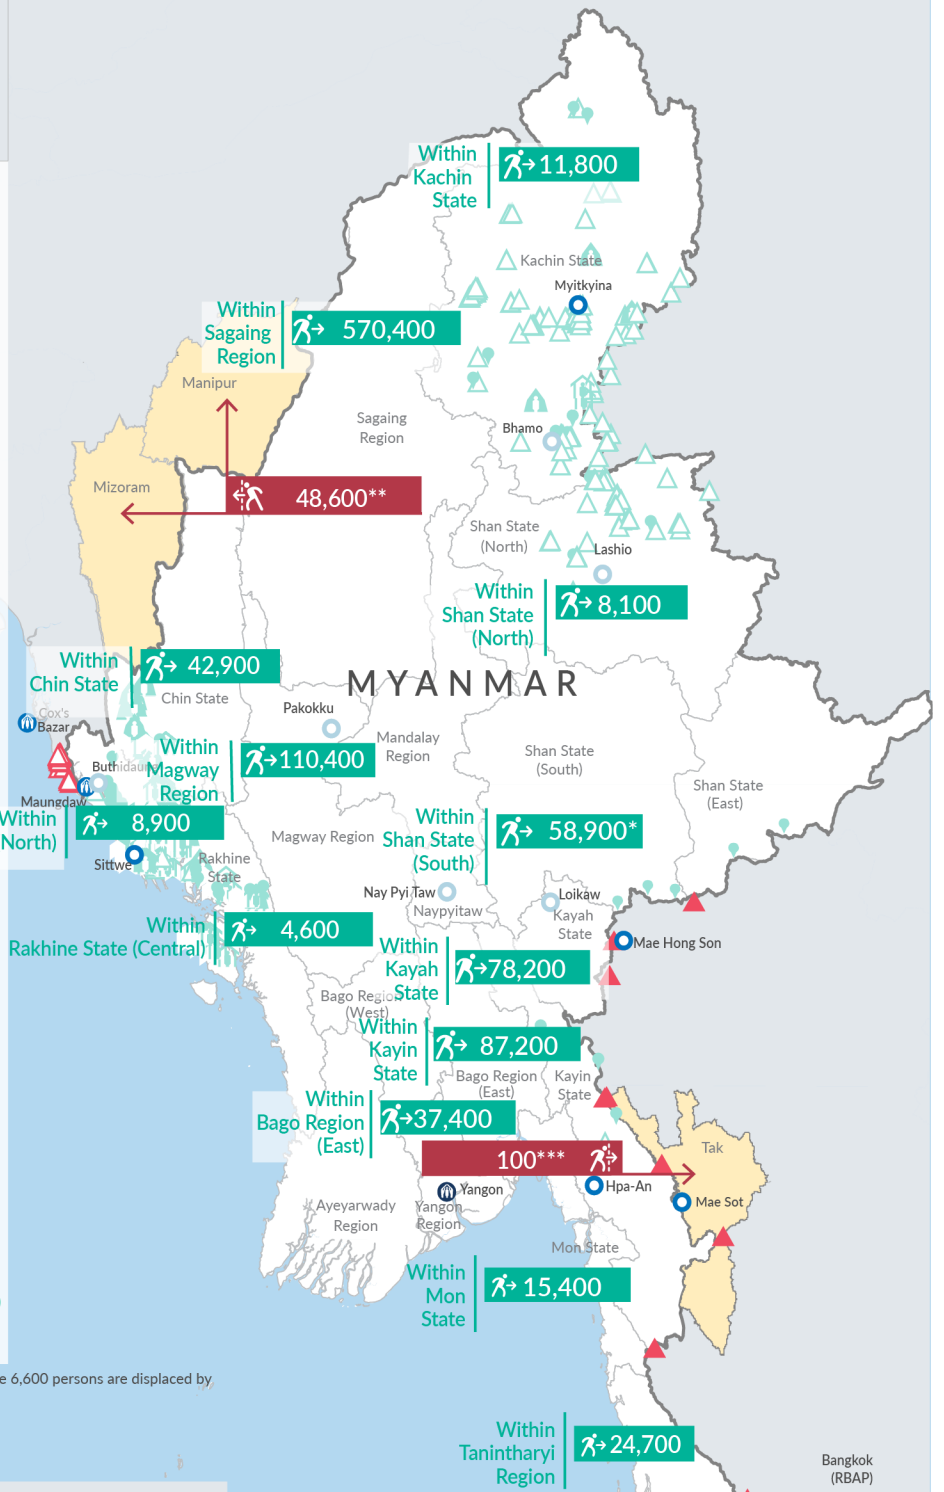 Within
Kachin
State
11,800
Kachin State
Myitkyina
Within
Sagaing
Region
570,400
Manipur
Sagaing
Region
Bhamo
Mizoram
48,600**
Shan State
(North)
Lashio
Within
Shan State
(North)
8,100
Within
Chin State
42,900
MYANMAR
Chin State
Pakokku
Cox's
Bazar
Mandalay
Region
Within
Magway
Region
110,400
Shan State
(South)
Buthidaung
Shan State
(East)
Maungdaw
Within
North)
8,900
Magway Region
Within
Shan State
(South)
58,900*
Sittwe
Rakhine
State
Nay Pyi Taw
Naypyitaw
Loikaw
Kayah
State
Within
Rakhine State (Central)
4,600
Mae Hong Son
Within
Kayah
State
78,200
Bago Region
(West)
Within
Kayin
State
87,200
Bago Region
(East)
Kayin
State
Within
Bago Region
(East)
37,400
100***
Tak
Yangon
Hpa-An
Mae Sot
Ayeyarwady
Region
Yangon
Region
Mon State
Within
Mon
State
15,400
e 6,600 persons are displaced by
Within
Tanintharyi
Region
24,700
Bangkok
(RBAP)